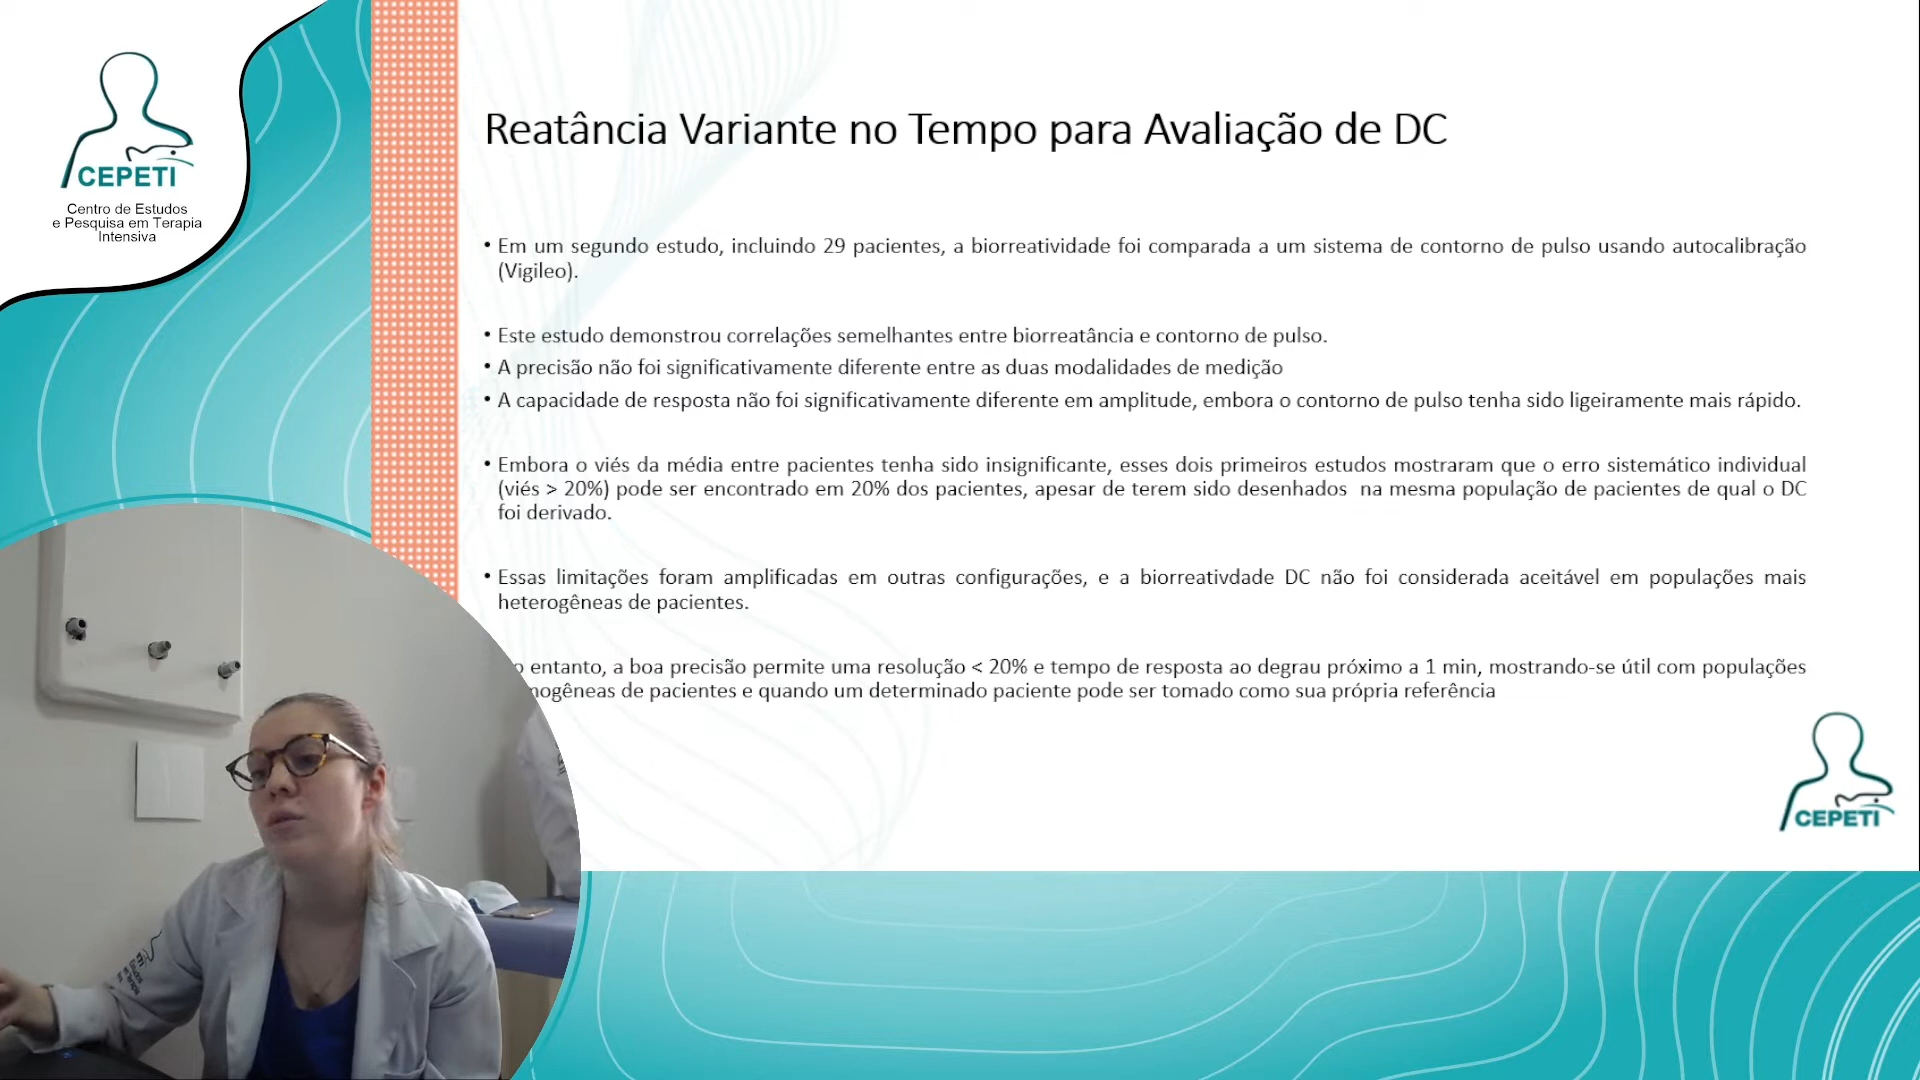 CEPETI
Centro de Estudos
e Pesquisa em Terapia
Intensiva
Reatância Variante no Tempo para Avaliação de DC
• Em um segundo estudo, incluindo 29 pacientes, a biorreatividade foi comparada a um sistema de contorno de pulso usando autocalibração
(Vigileo).
• Este estudo demonstrou correlações semelhantes entre biorreatância e contorno de pulso.
• A precisão não foi significativamente diferente entre as duas modalidades de medição
• A capacidade de resposta não foi significativamente diferente em amplitude, embora o contorno de pulso tenha sido ligeiramente mais rápido.
• Embora o viés da média entre pacientes tenha sido insignificante, esses dois primeiros estudos mostraram que o erro sistemático individual
(viés > 20%) pode ser encontrado em 20% dos pacientes, apesar de terem sido desenhados na mesma população de pacientes de qual o DC
foi derivado.
• Essas limitações foram amplificadas em outras configurações, e a biorreativdade DC não foi considerada aceitável em populações mais
heterogêneas de pacientes.
o entanto, a boa precisão permite uma resolução < 20% e tempo de resposta ao degrau próximo a 1 min, mostrando-se útil com populações
nogêneas de pacientes e quando um determinado paciente pode ser tomado como sua própria referência
CEPETI